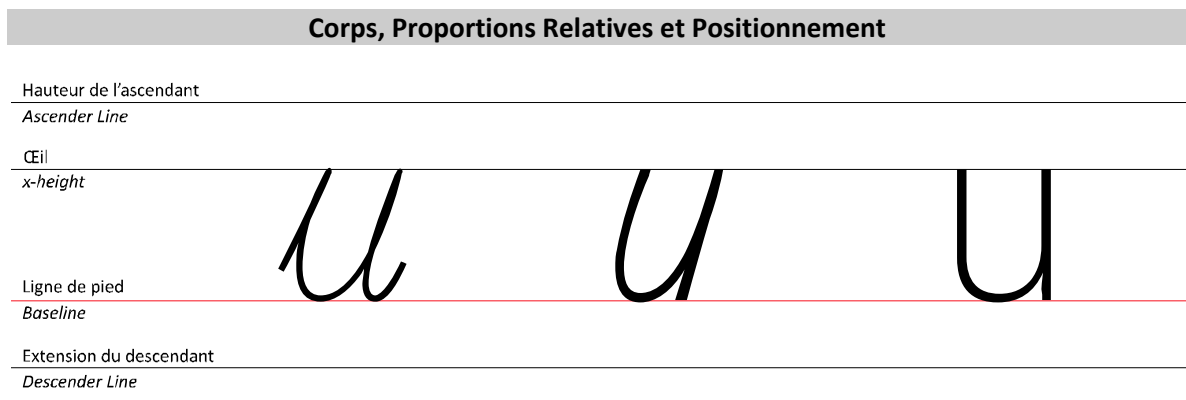 Corps, Proportions Relatives et Positionnement
Hauteur de l’ascendant
Ascender Line
Œil
x-height
u u u
Ligne de pied
Baseline
Extension du descendant
Descender Line